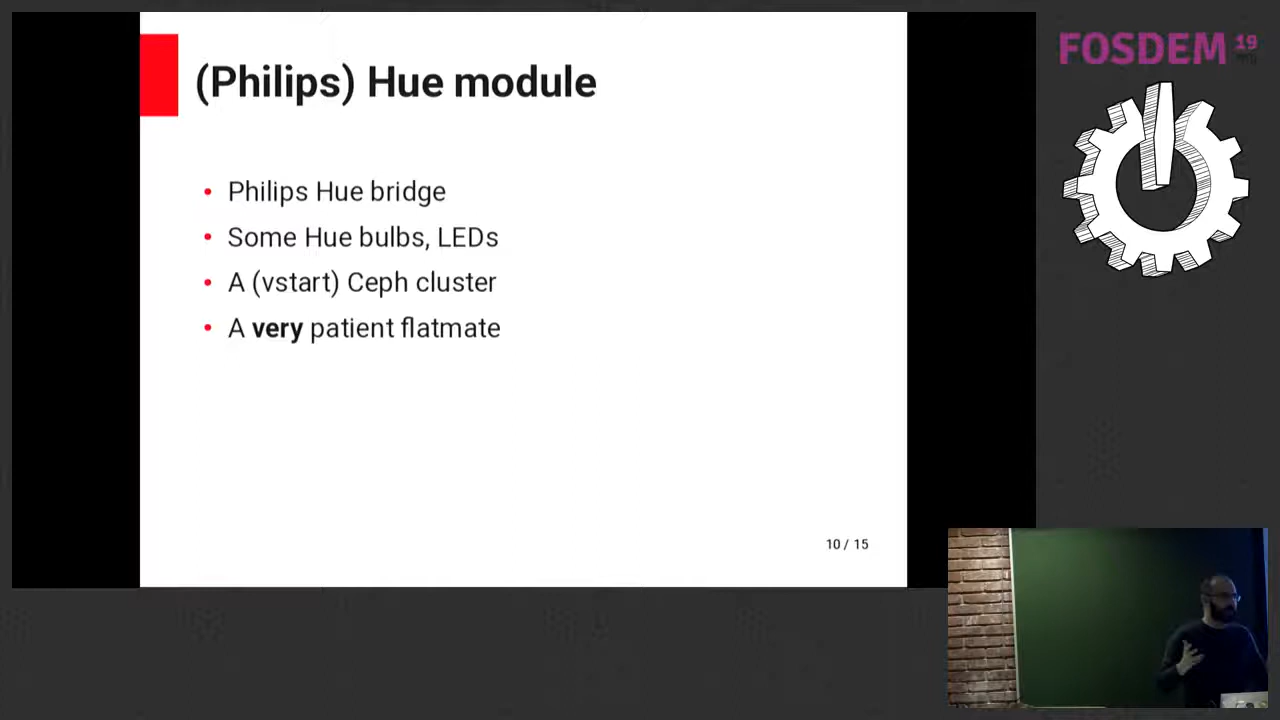 (Philips) Hue module
• Philips Hue bridge
• Some Hue bulbs, LEDs
• A (vstart) Ceph cluster
• A very patient flatmate
10 / 15
FOSDEM 19